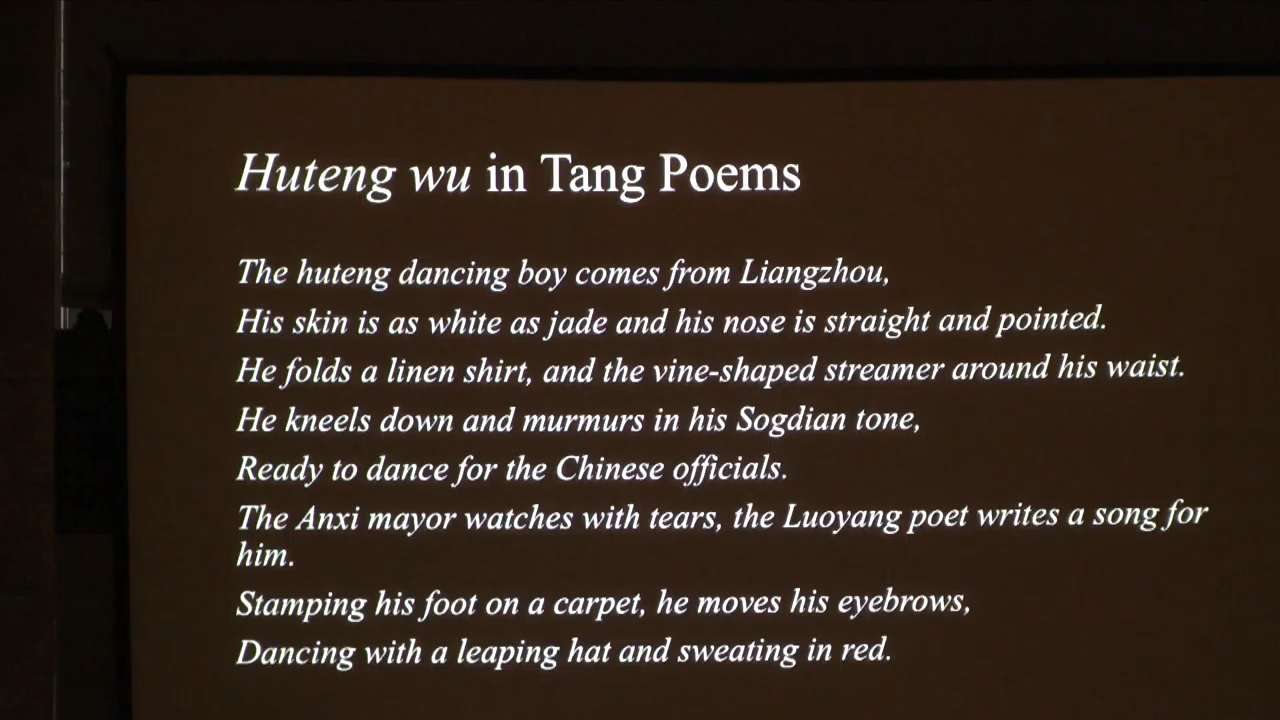 Huteng wu in Tang Poems
The huteng dancing boy comes from Liangzhou,
His skin is as white as jade and his nose is straight and pointed.
He folds a linen shirt, and the vine-shaped streamer around his waist.
He kneels down and murmurs in his Sogdian tone,
Ready to dance for the Chinese officials.
The Anxi mayor watches with tears, the Luoyang poet writes a song for
him.
Stamping his foot on a carpet, he moves his eyebrows,
Dancing with a leaping hat and sweating in red.